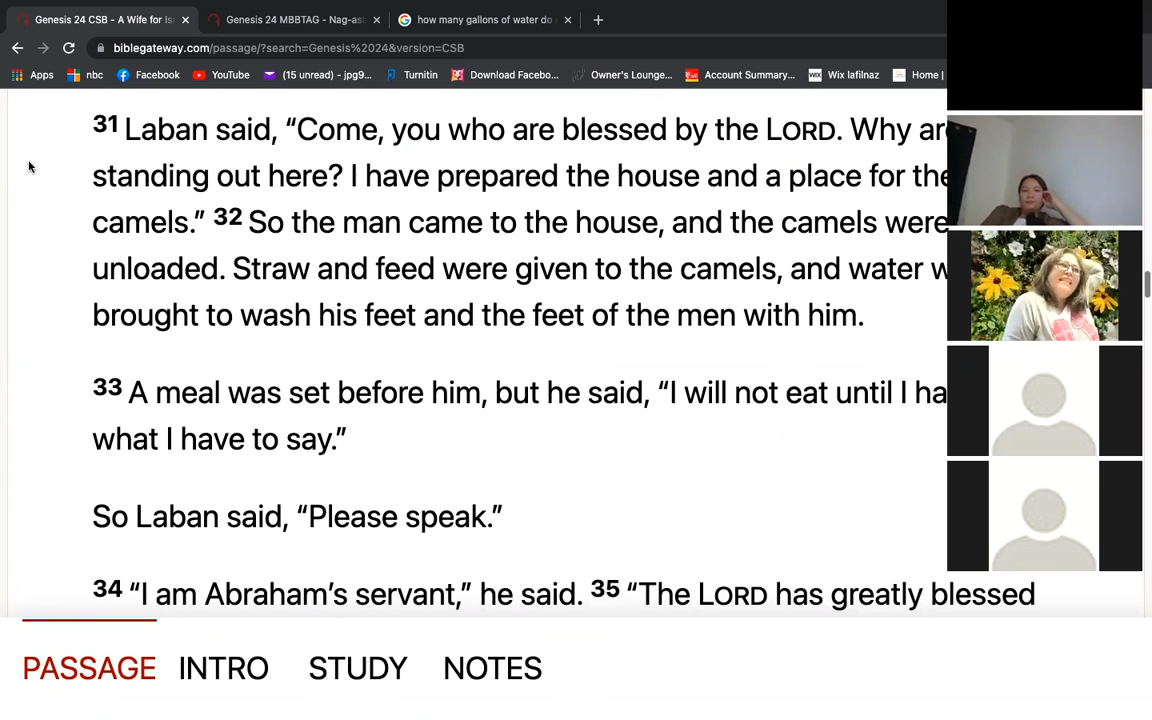 Genesis 24 CSB - A Wife for Is
Genesis 24 MBBTAG - Nag-as
how many gallons of water do
biblegateway.com/passage/?search=Genesis%2024&version=CSB
Apps nbc Facebook YouTube (15 unread) - jpg9... Turnitin Download Facebo... Owner's Lounge... Account Summary... Wix lafilnaz Home |
31 Laban said, “Come, you who are blessed by the LORD. Why are
standing out here? I have prepared the house and a place for the
camels.” 32 So the man came to the house, and the camels were
unloaded. Straw and feed were given to the camels, and water w
brought to wash his feet and the feet of the men with him.
33 A meal was set before him, but he said, “I will not eat until I ha
what I have to say.”
So Laban said, “Please speak.”
34 “I am Abraham’s servant,” he said. 35 “The LORD has greatly blessed
PASSAGE INTRO STUDY NOTES